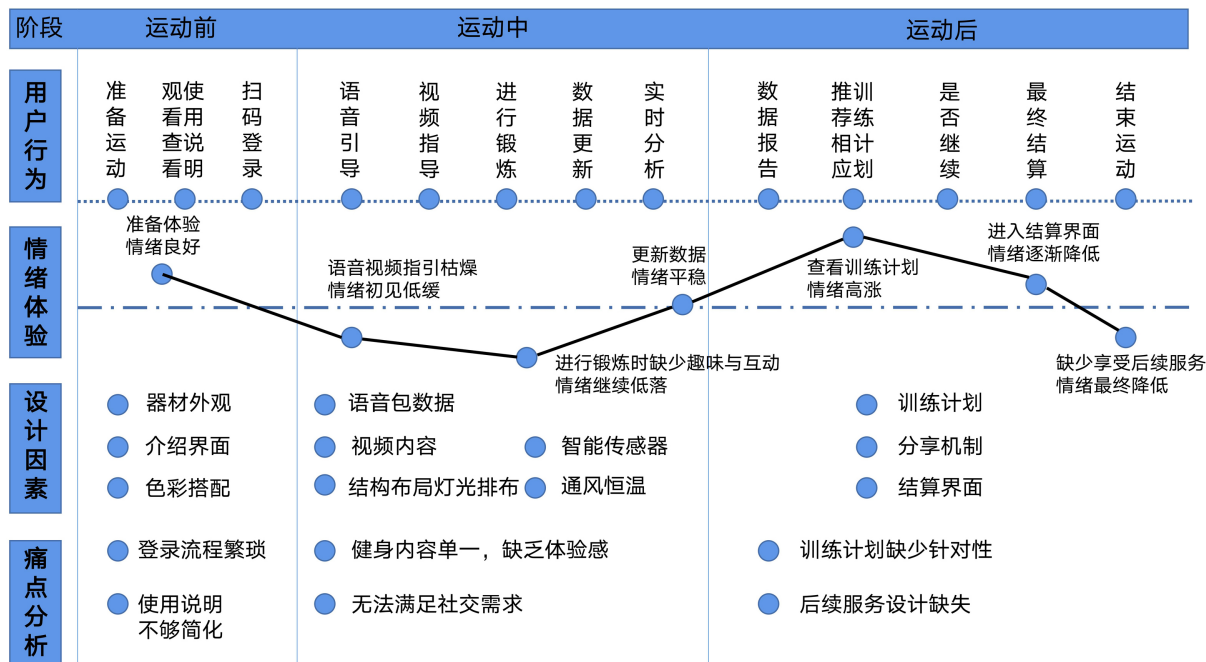 阶段
运动前
运动中
运动后
用户行为
准备运动
观看查看
使用说明
扫码登录
语音引导
视频指导
进行锻炼
数据更新
实时分析
数据报告
推荐相应
训练计划
是否继续
最终结算
结束运动
情绪体验
准备体验
情绪良好
语音视频指引枯燥
情绪初见低缓
进行锻炼时缺少趣味与互动
情绪继续低落
更新数据
情绪平稳
查看训练计划
情绪高涨
进入结算界面
情绪逐渐降低
缺少享受后续服务
情绪最终降低
设计因素
器材外观
介绍界面
色彩搭配
语音包数据
视频内容
结构布局灯光排布
智能传感器
通风恒温
训练计划
分享机制
结算界面
痛点分析
登录流程繁琐
使用说明
不够简化
健身内容单一，缺乏体验感
无法满足社交需求
训练计划缺少针对性
后续服务设计缺失